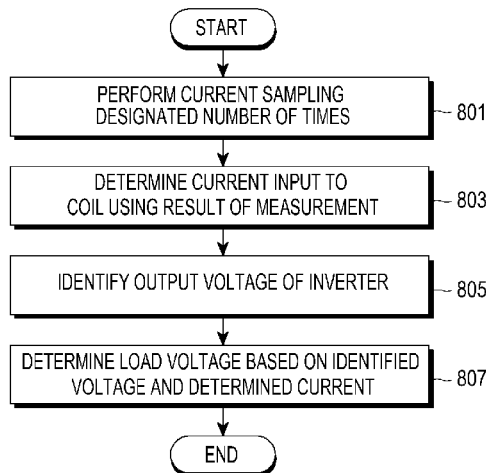 START
PERFORM CURRENT SAMPLING
DESIGNATED NUMBER OF TIMES
801
DETERMINE CURRENT INPUT TO
COIL USING RESULT OF MEASUREMENT
803
IDENTIFY OUTPUT VOLTAGE OF INVERTER
805
DETERMINE LOAD VOLTAGE BASED ON IDENTIFIED
VOLTAGE AND DETERMINED CURRENT
807
END